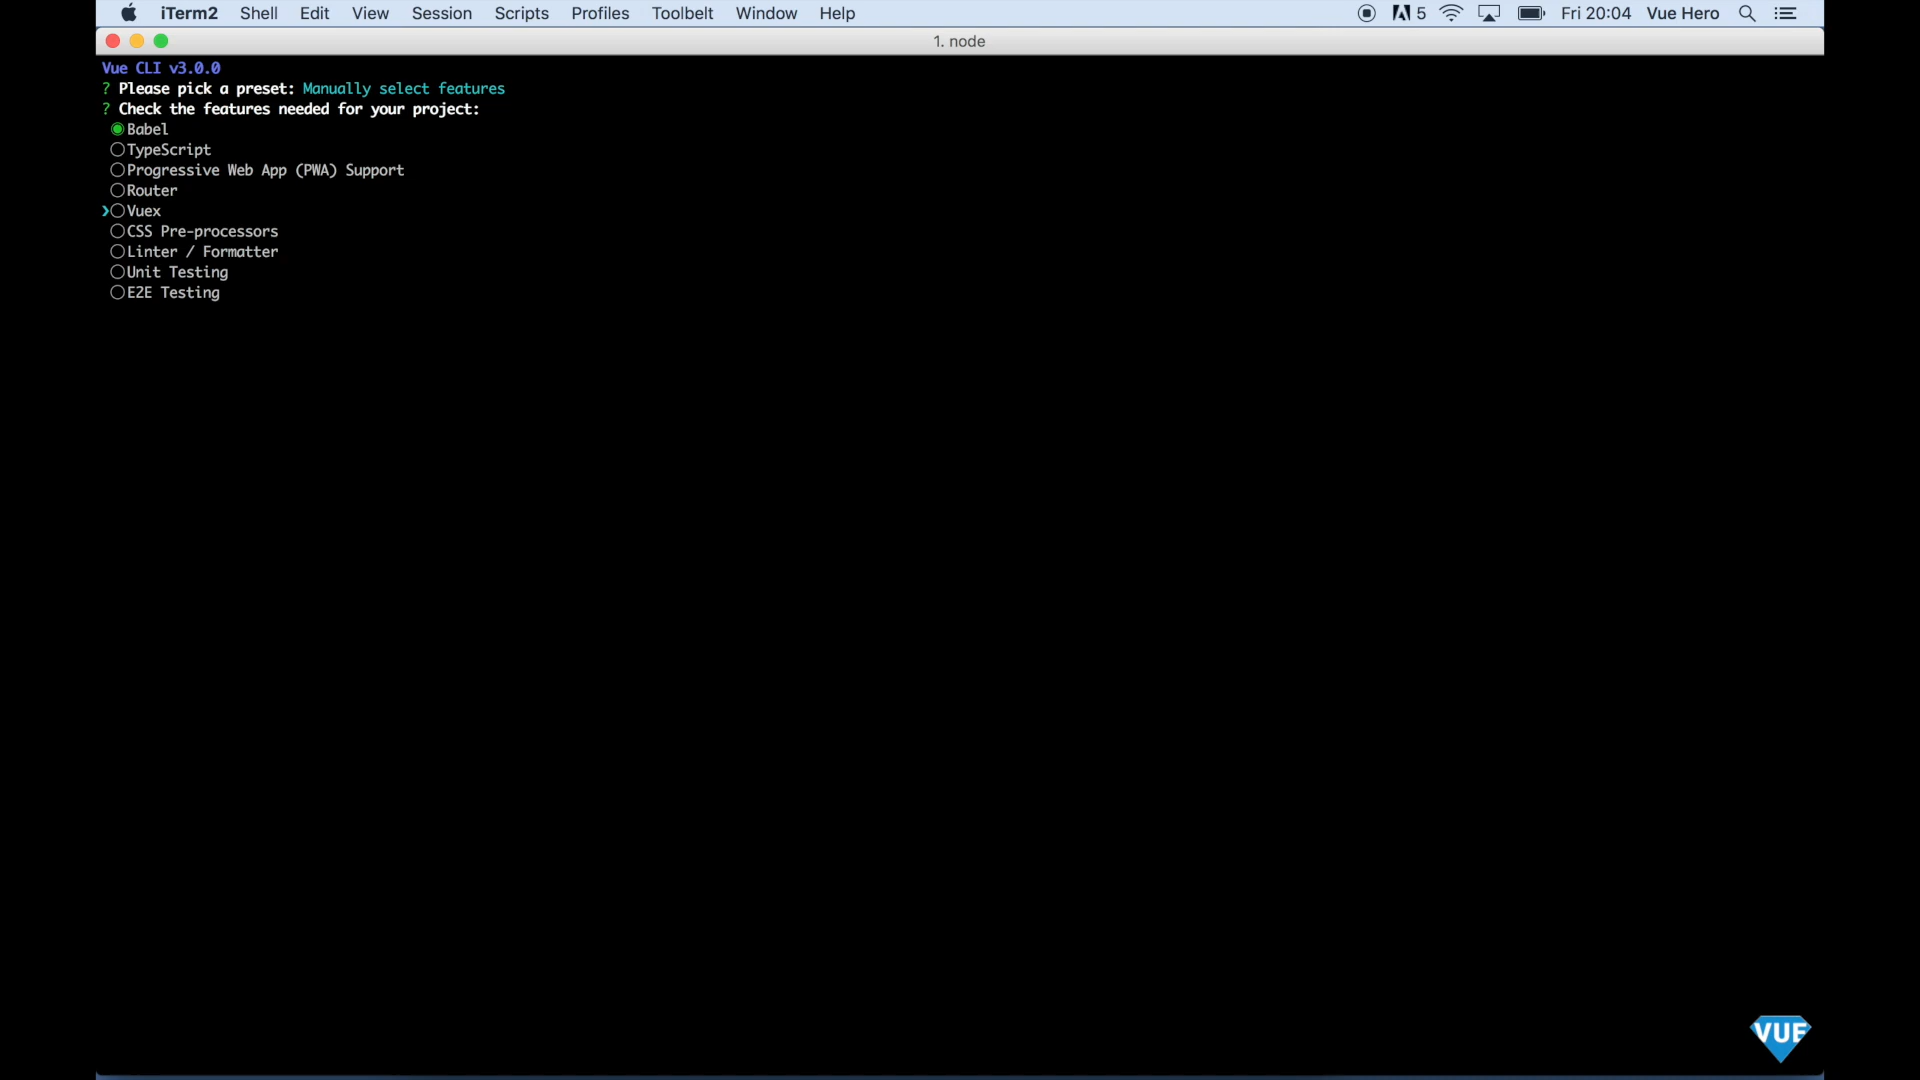 iTerm2 Shell Edit View Session Scripts Profiles Toolbelt Window Help 5 Fri 20:04 Vue Hero
1. node
Vue CLI v3.0.0
? Please pick a preset: Manually select features
? Check the features needed for your project:
Babel
TypeScript
Progressive Web App (PWA) Support
Router
❯Vuex
CSS Pre-processors
Linter / Formatter
Unit Testing
E2E Testing
VUE